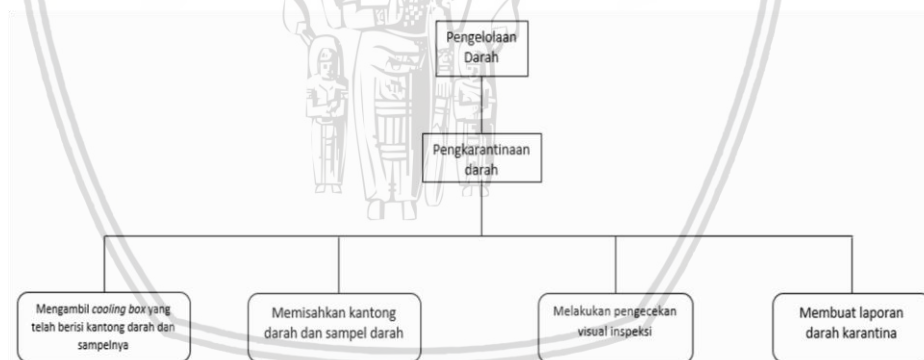 Pengelolaan
Darah
Pengkarantinaan
darah
Mengambil cooling box yang
telah berisi kantong darah dan
sampelnya
Memisahkan kantong
darah dan sampel darah
Melakukan pengecekan
visual inspeksi
Membuat laporan
darah karantina